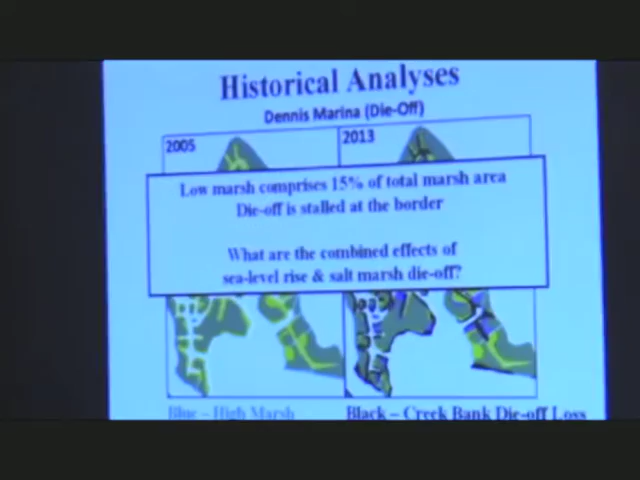 Historical Analyses
Dennis Marina (Die-Off)
2005
2013
Low marsh comprises 15% of total marsh area
Die-off is stalled at the border
What are the combined effects of
sea-level rise & salt marsh die-off?
Blue – High Marsh
Black – Creek Bank Die-off Loss